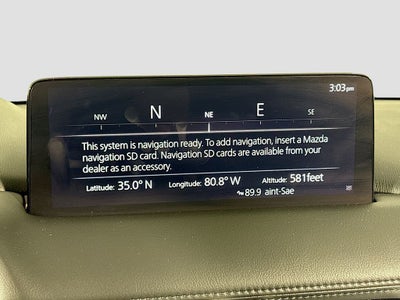 3:03pm
NW N NE E SE
This system is navigation ready. To add navigation, insert a Mazda
navigation SD card. Navigation SD cards are available from your
dealer as an accessory.
Latitude: 35.0° N Longitude: 80.8° W Altitude: 581feet
89.9 aint-Sae